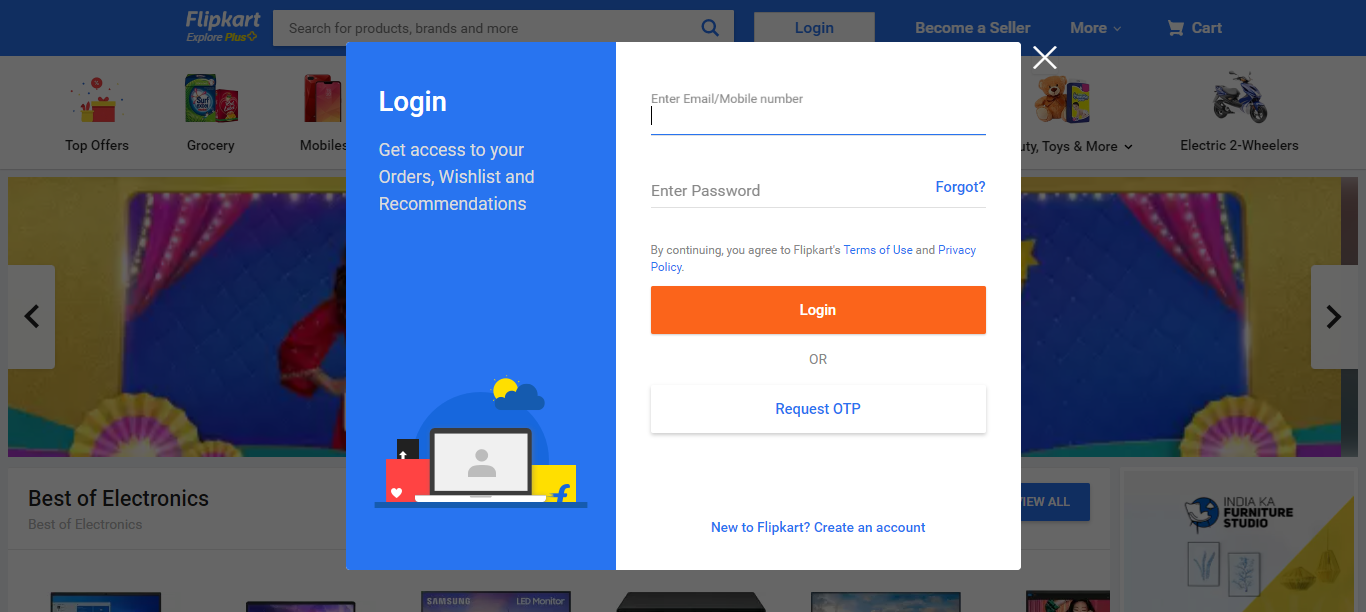 Flipkart
Explore Plus
Search for products, brands and more
Login
Become a Seller
More
Cart
Top Offers
Grocery
Mobiles
uty, Toys & More
Electric 2-Wheelers
Login
Get access to your
Orders, Wishlist and
Recommendations
Enter Email/Mobile number
Enter Password
Forgot?
By continuing, you agree to Flipkart's Terms of Use and Privacy
Policy.
Login
OR
Request OTP
New to Flipkart? Create an account
Best of Electronics
Best of Electronics
VIEW ALL
INDIA KA
FURNITURE
STUDIO
SAMSUNG
LED Monitor